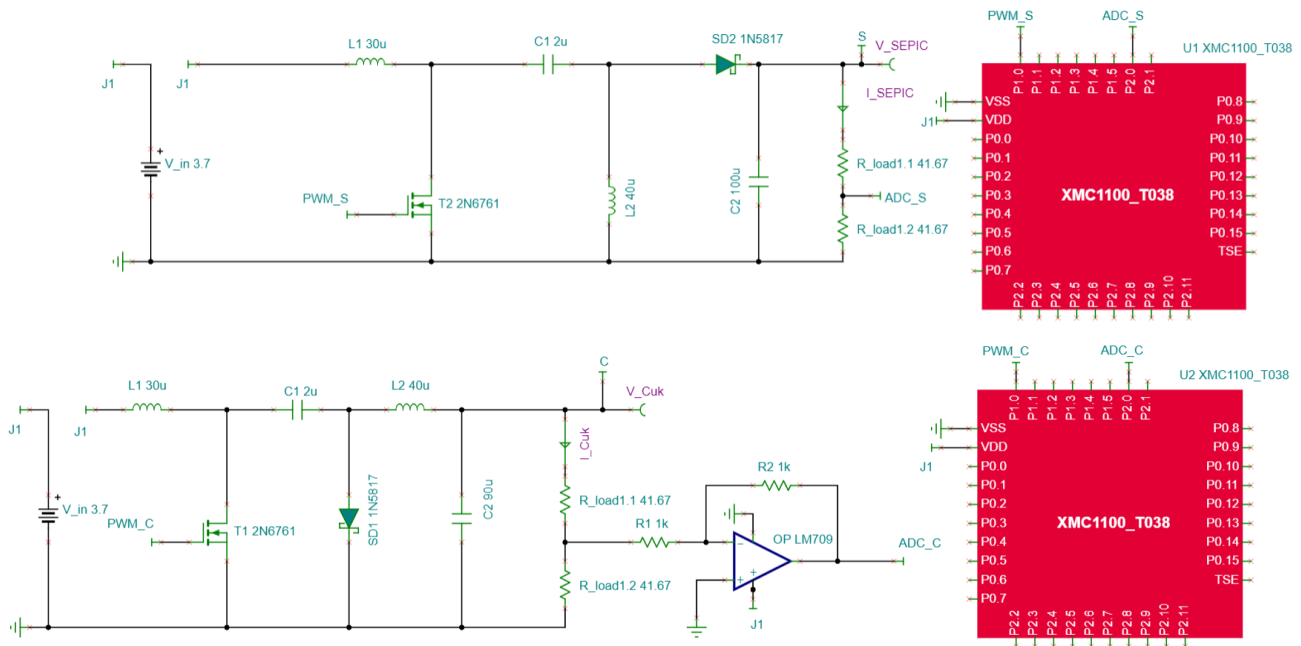 PWM_S
ADC_S
L1 30u
C1 2u
SD2 1N5817
S
V_SEPIC
U1 XMC1100_T038
J1
J1
I_SEPIC
P1.0
P1.1
P1.2
P1.3
P1.4
P1.5
P2.0
P2.1
VSS
P0.8
J1
VDD
P0.9
P0.0
P0.10
P0.1
P0.11
P0.2
P0.12
P0.3
P0.13
P0.4
P0.14
P0.5
P0.15
P0.6
TSE
P0.7
XMC1100_T038
P2.2
P2.3
P2.4
P2.5
P2.6
P2.7
P2.8
P2.9
P2.10
P2.11
+
V_in 3.7
PWM_S
T2 2N6761
L2 40u
C2 100u
R_load1.1 41.67
ADC_S
R_load1.2 41.67
PWM_C
ADC_C
C
V_Cuk
U2 XMC1100_T038
L1 30u
C1 2u
L2 40u
J1
J1
I_Cuk
P1.0
P1.1
P1.2
P1.3
P1.4
P1.5
P2.0
P2.1
VSS
P0.8
VDD
P0.9
J1
P0.0
P0.10
P0.1
P0.11
P0.2
P0.12
P0.3
P0.13
P0.4
P0.14
P0.5
P0.15
P0.6
TSE
P0.7
XMC1100_T038
P2.2
P2.3
P2.4
P2.5
P2.6
P2.7
P2.8
P2.9
P2.10
P2.11
+
V_in 3.7
PWM_C
T1 2N6761
SD1 1N5817
C2 90u
R_load1.1 41.67
R2 1k
R1 1k
OP LM709
-
+
+
ADC_C
R_load1.2 41.67
J1